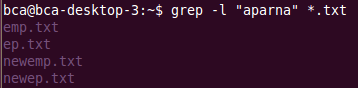 bca@bca-desktop-3:~$ grep -l "aparna" *.txt
emp.txt
ep.txt
newemp.txt
newep.txt